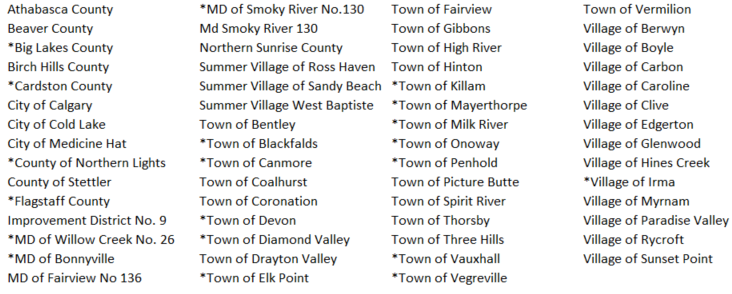 Athabasca County
Beaver County
*Big Lakes County
Birch Hills County
*Cardston County
City of Calgary
City of Cold Lake
City of Medicine Hat
*County of Northern Lights
County of Stettler
*Flagstaff County
Improvement District No. 9
*MD of Willow Creek No. 26
*MD of Bonnyville
MD of Fairview No 136
*MD of Smoky River No.130
Md Smoky River 130
Northern Sunrise County
Summer Village of Ross Haven
Summer Village of Sandy Beach
Summer Village West Baptiste
Town of Bentley
*Town of Blackfalds
*Town of Canmore
Town of Coalhurst
Town of Coronation
*Town of Devon
*Town of Diamond Valley
Town of Drayton Valley
*Town of Elk Point
Town of Fairview
Town of Gibbons
Town of High River
Town of Hinton
*Town of Killam
*Town of Mayerthorpe
*Town of Milk River
*Town of Onoway
*Town of Penhold
Town of Picture Butte
Town of Spirit River
Town of Thorsby
Town of Three Hills
*Town of Vauxhall
*Town of Vegreville
Town of Vermilion
Village of Berwyn
Village of Boyle
Village of Carbon
Village of Caroline
Village of Clive
Village of Edgerton
Village of Glenwood
Village of Hines Creek
*Village of Irma
Village of Myrnam
Village of Paradise Valley
Village of Rycroft
Village of Sunset Point